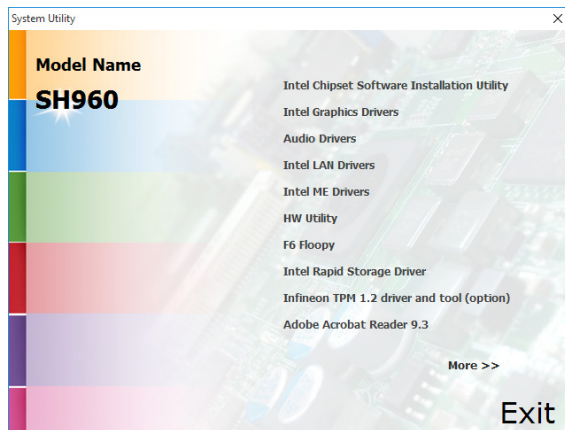 System Utility
Model Name
SH960
Intel Chipset Software Installation Utility
Intel Graphics Drivers
Audio Drivers
Intel LAN Drivers
Intel ME Drivers
HW Utility
F6 Floopy
Intel Rapid Storage Driver
Infineon TPM 1.2 driver and tool (option)
Adobe Acrobat Reader 9.3
More >>
Exit